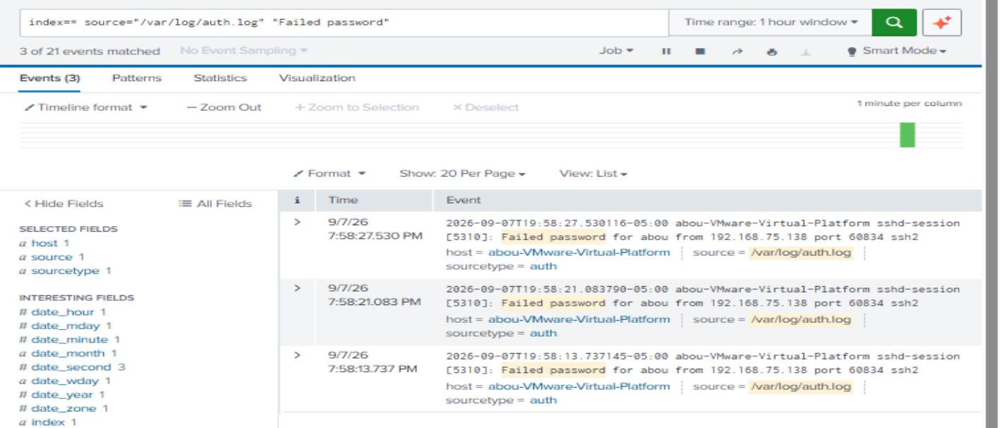 index=* source="/var/log/auth.log" "Failed password"
Time range: 1 hour window
3 of 21 events matched
No Event Sampling
Job
Smart Mode
Events (3)
Patterns
Statistics
Visualization
Timeline format
— Zoom Out
+ Zoom to Selection
× Deselect
1 minute per column
Format
Show: 20 Per Page
View: List
< Hide Fields
All Fields
i
Time
Event
SELECTED FIELDS
a host 1
a source 1
a sourcetype 1
INTERESTING FIELDS
# date_hour 1
# date_mday 1
# date_minute 1
a date_month 1
# date_second 3
a date_wday 1
# date_year 1
# date_zone 1
a index 1
>
9/7/26
7:58:27.530 PM
2026-09-07T19:58:27.530116-05:00 abou-VMware-Virtual-Platform sshd-session
[5310]: Failed password for abou from 192.168.75.138 port 60834 ssh2
host = abou-VMware-Virtual-Platform
source = /var/log/auth.log
sourcetype = auth
>
9/7/26
7:58:21.083 PM
2026-09-07T19:58:21.083790-05:00 abou-VMware-Virtual-Platform sshd-session
[5310]: Failed password for abou from 192.168.75.138 port 60834 ssh2
host = abou-VMware-Virtual-Platform
source = /var/log/auth.log
sourcetype = auth
>
9/7/26
7:58:13.737 PM
2026-09-07T19:58:13.737145-05:00 abou-VMware-Virtual-Platform sshd-session
[5310]: Failed password for abou from 192.168.75.138 port 60834 ssh2
host = abou-VMware-Virtual-Platform
source = /var/log/auth.log
sourcetype = auth